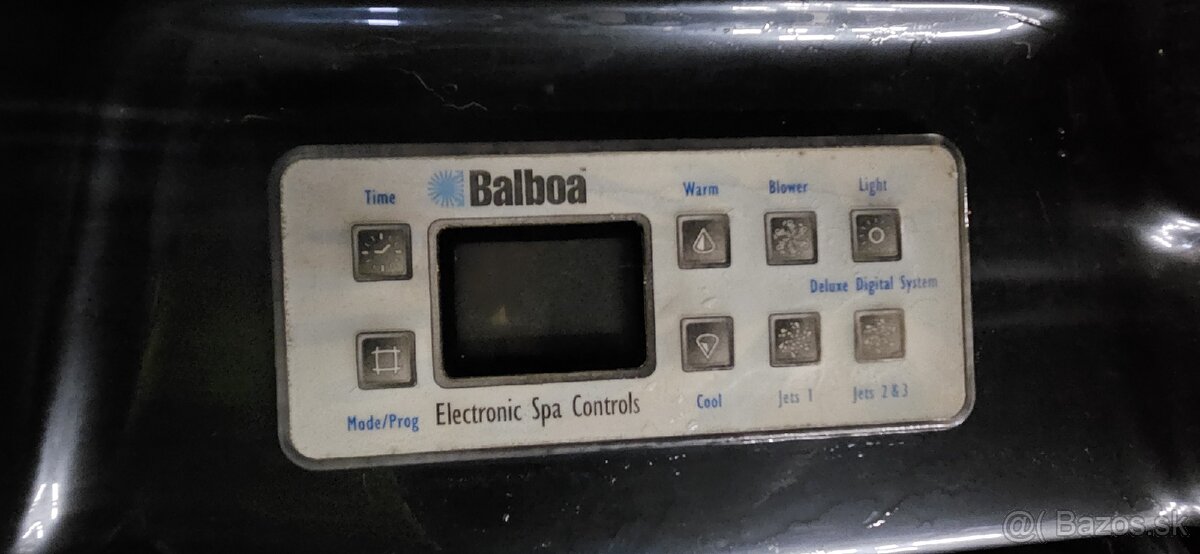 Time
Balboa™
Warm
Blower
Light
Deluxe Digital System
Mode/Prog
Electronic Spa Controls
Cool
Jets 1
Jets 2 & 3
@( Bazos.sk